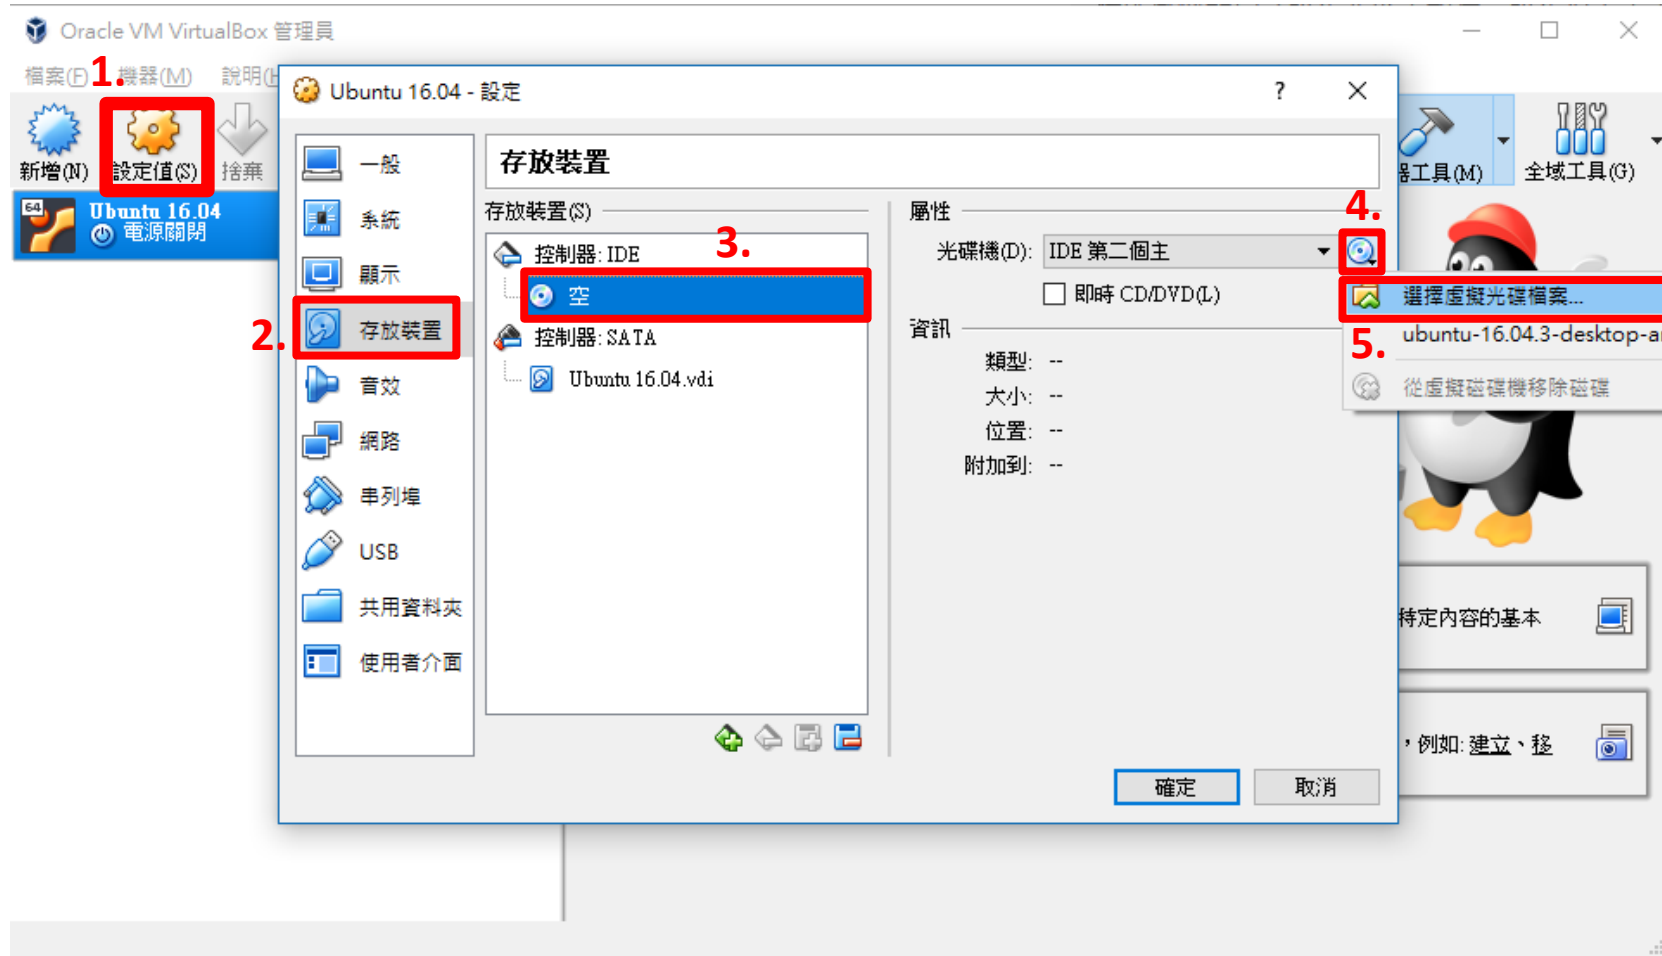 Oracle VM VirtualBox 管理員
檔案(F) 機器(M) 說明(H
1.
新增(N) 設定值(S) 捨棄
器工具(M) 全域工具(G)
64
Ubuntu 16.04
電源關閉
Ubuntu 16.04 - 設定
?
一般
系統
顯示
2.
存放裝置
音效
網路
串列埠
USB
共用資料夾
使用者介面
存放裝置
存放裝置(S)
3.
控制器: IDE
空
控制器: SATA
Ubuntu 16.04.vdi
屬性
4.
光碟機(D): IDE 第二個主
即時 CD/DVD(L)
資訊
類型: --
大小: --
位置: --
附加到: --
選擇虛擬光碟檔案...
5.
ubuntu-16.04.3-desktop-a
從虛擬磁碟機移除磁碟
特定內容的基本
，例如: 建立、移
確定 取消